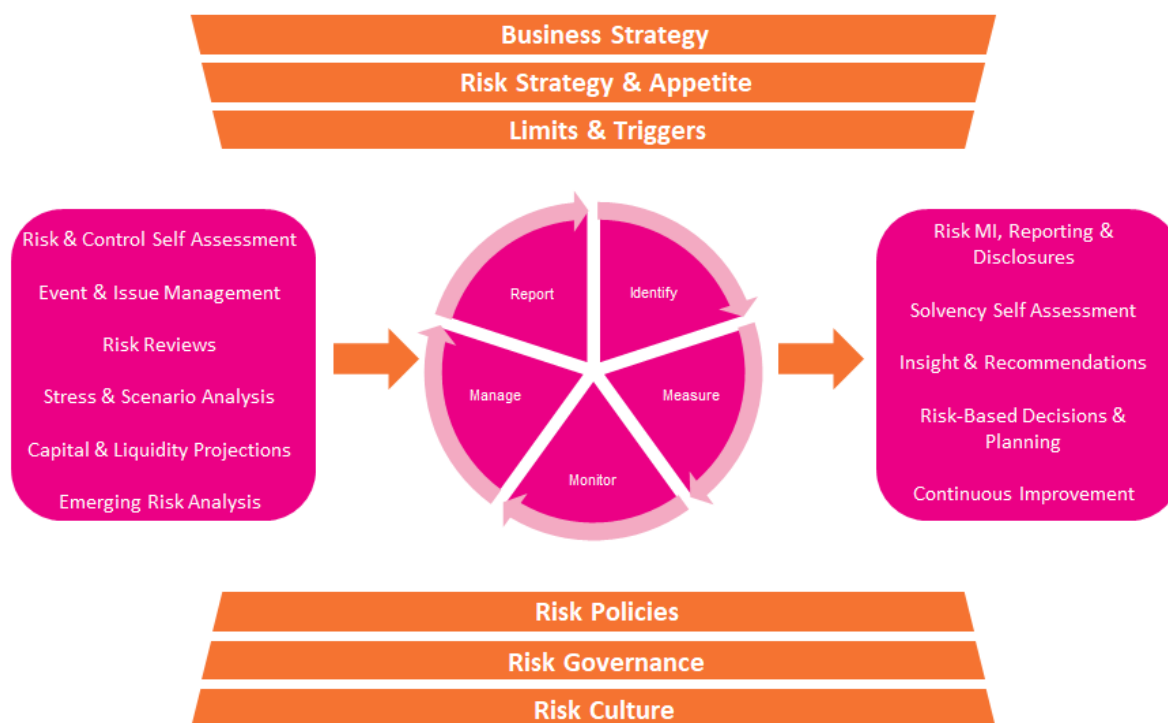 Business Strategy
Risk Strategy & Appetite
Limits & Triggers
Risk & Control Self Assessment
Event & Issue Management
Risk Reviews
Stress & Scenario Analysis
Capital & Liquidity Projections
Emerging Risk Analysis
Report
Identify
Manage
Measure
Monitor
Risk MI, Reporting &
Disclosures
Solvency Self Assessment
Insight & Recommendations
Risk-Based Decisions &
Planning
Continuous Improvement
Risk Policies
Risk Governance
Risk Culture